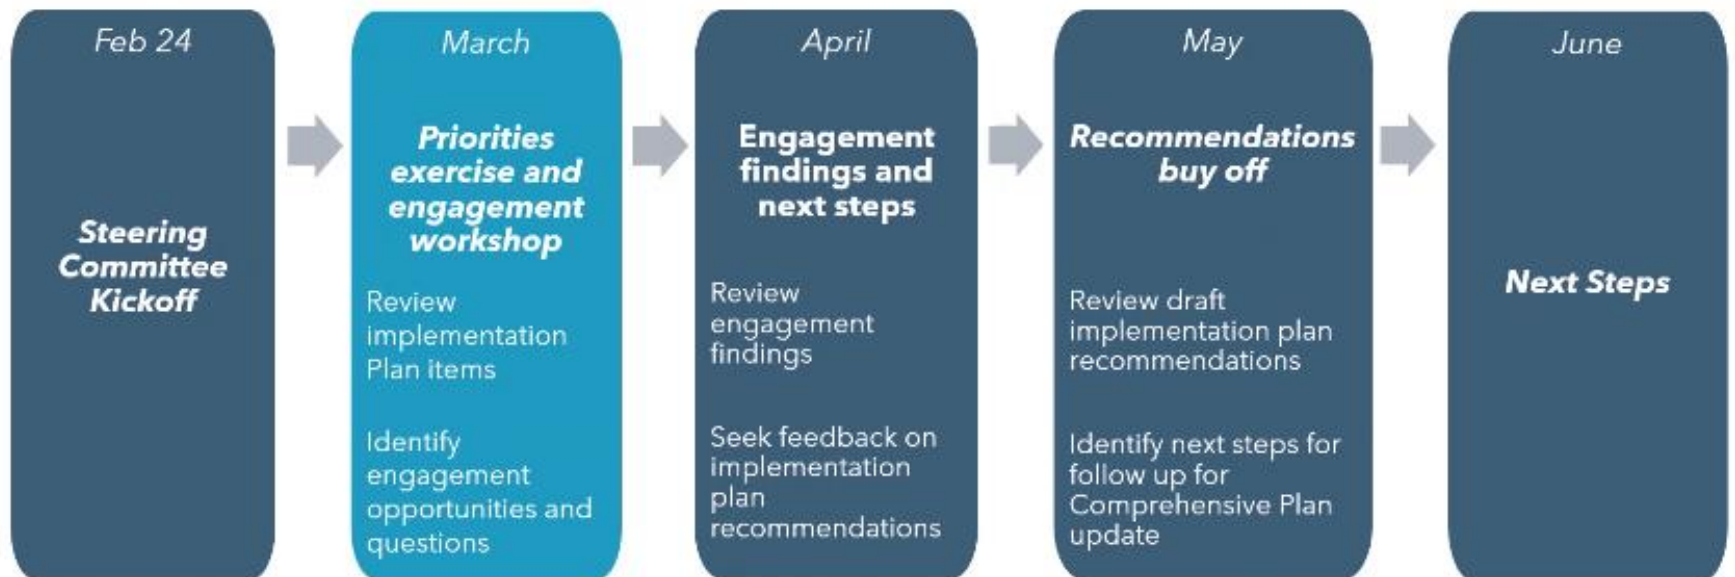 Feb 24
Steering
Committee
Kickoff
March
Priorities
exercise and
engagement
workshop
Review
implementation
Plan items
Identify
engagement
opportunities and
questions
April
Engagement
findings and
next steps
Review
engagement
findings
Seek feedback on
implementation
plan
recommendations
May
Recommendations
buy off
Review draft
implementation plan
recommendations
Identify next steps for
follow up for
Comprehensive Plan
update
June
Next Steps